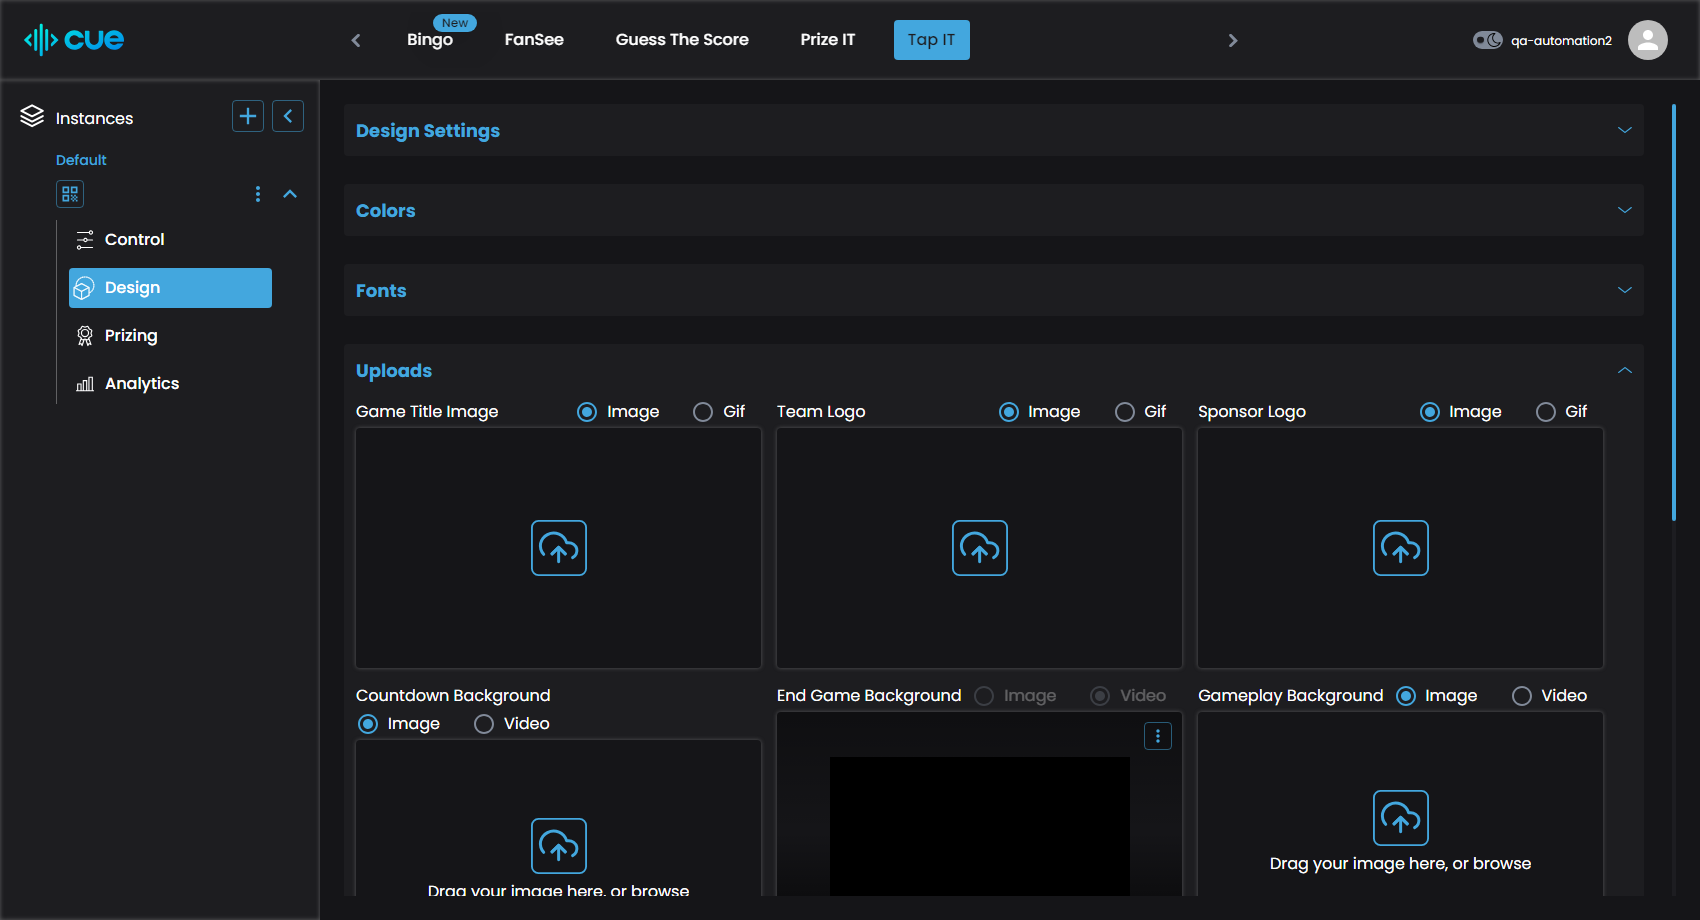 cue
New
Bingo
FanSee
Guess The Score
Prize IT
Tap IT
qa-automation2
Instances
Default
Control
Design
Prizing
Analytics
Design Settings
Colors
Fonts
Uploads
Game Title Image Image Gif
Team Logo Image Gif
Sponsor Logo Image Gif
Countdown Background
Image Video
End Game Background Image Video
Gameplay Background Image Video
Drag your image here, or browse
Drag your image here, or browse